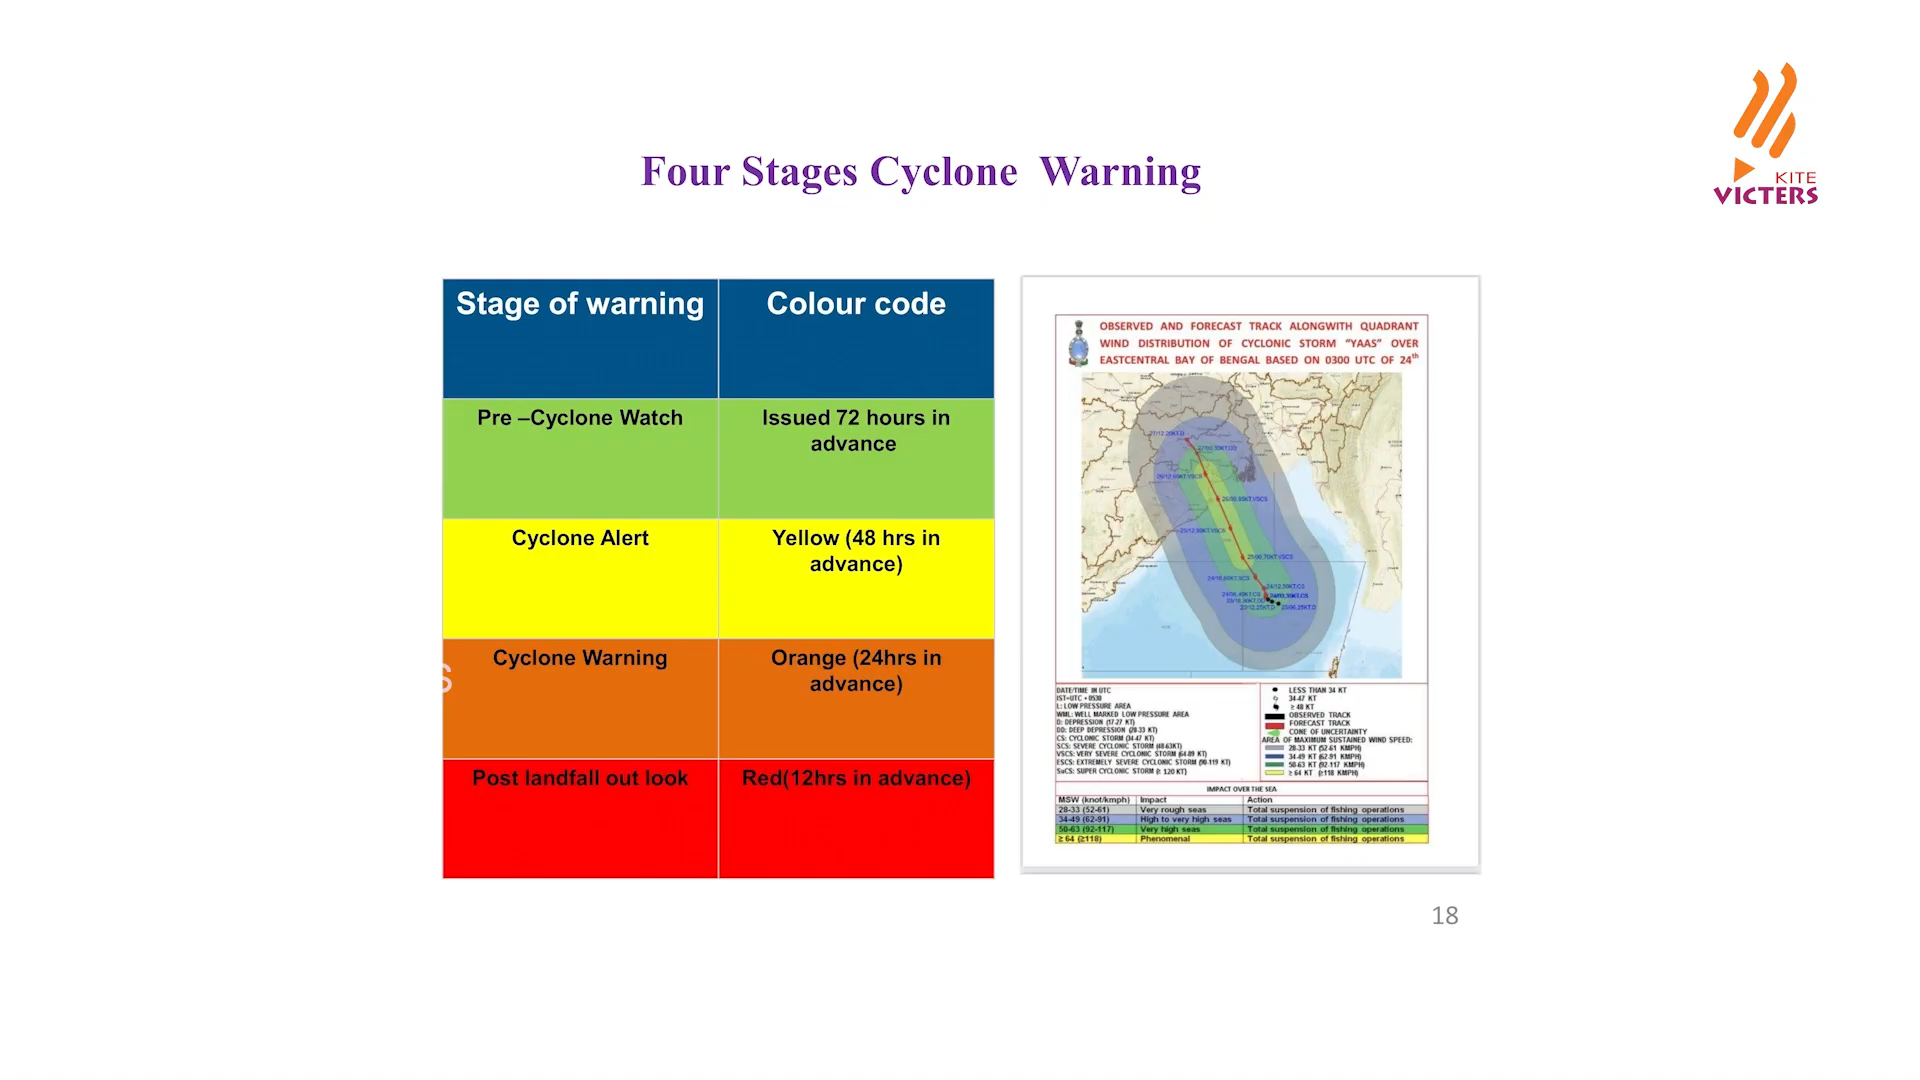 KITE
VICTERS
Four Stages Cyclone Warning
Stage of warning
Colour code
Pre –Cyclone Watch
Issued 72 hours in
advance
Cyclone Alert
Yellow (48 hrs in
advance)
Cyclone Warning
Orange (24hrs in
advance)
Post landfall out look
Red(12hrs in advance)
OBSERVED AND FORECAST TRACK ALONGWITH QUADRANT
WIND DISTRIBUTION OF CYCLONIC STORM “YAAS” OVER
EASTCENTRAL BAY OF BENGAL BASED ON 0300 UTC OF 24th
DATE/TIME IN UTC
IST=UTC + 0530
L: LOW PRESSURE AREA
WML: WELL MARKED LOW PRESSURE AREA
D: DEPRESSION (17-27 KT)
DD: DEEP DEPRESSION (28-33 KT)
CS: CYCLONIC STORM (34-47 KT)
SCS: SEVERE CYCLONIC STORM (48-63KT)
VSCS: VERY SEVERE CYCLONIC STORM (64-89 KT)
ESCS: EXTREMELY SEVERE CYCLONIC STORM (90-119 KT)
SuCS: SUPER CYCLONIC STORM (≥ 120 KT)
LESS THAN 34 KT
34-47 KT
≥ 48 KT
OBSERVED TRACK
FORECAST TRACK
CONE OF UNCERTAINTY
AREA OF MAXIMUM SUSTAINED WIND SPEED:
28-33 KT (52-61 KMPH)
34-49 KT (62-91 KMPH)
50-63 KT (92-117 KMPH)
≥ 64 KT (≥118 KMPH)
IMPACT OVER THE SEA
MSW (knot/kmph) Impact Action
28-33 (52-61) Very rough seas Total suspension of fishing operations
34-49 (62-91) High to very high seas Total suspension of fishing operations
50-63 (92-117) Very high seas Total suspension of fishing operations
≥ 64 (≥118) Phenomenal Total suspension of fishing operations
18